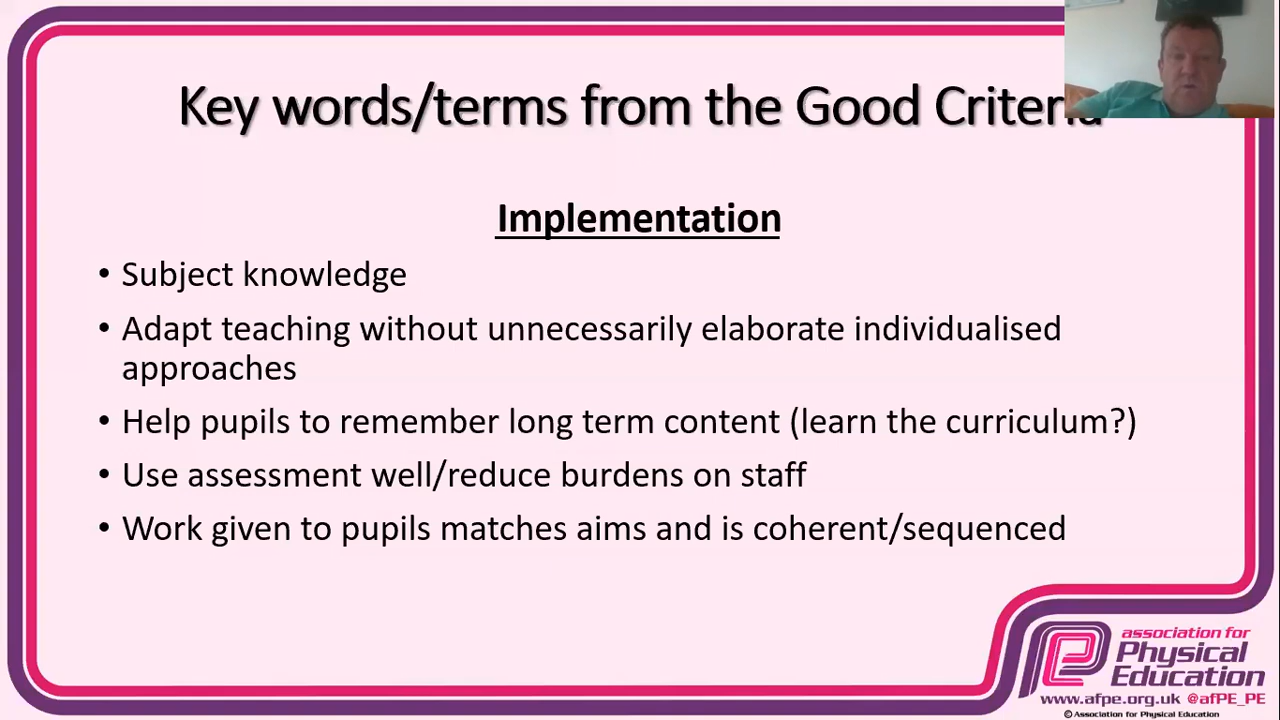 Key words/terms from the Good Criteria
Implementation
• Subject knowledge
• Adapt teaching without unnecessarily elaborate individualised
approaches
• Help pupils to remember long term content (learn the curriculum?)
• Use assessment well/reduce burdens on staff
• Work given to pupils matches aims and is coherent/sequenced
association for
Physical
Education
www.afpe.org.uk @afPE_PE
© Association for Physical Education